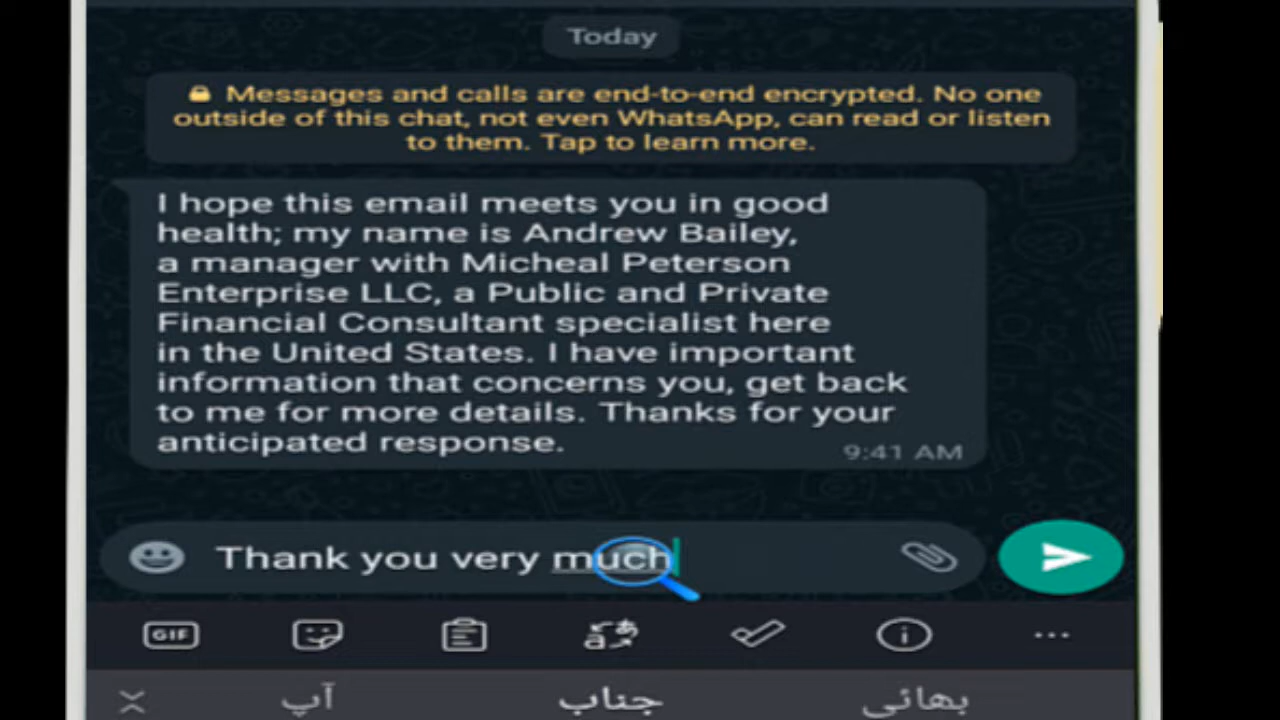 Today
Messages and calls are end-to-end encrypted. No one
outside of this chat, not even WhatsApp, can read or listen
to them. Tap to learn more.
I hope this email meets you in good
health; my name is Andrew Bailey,
a manager with Micheal Peterson
Enterprise LLC, a Public and Private
Financial Consultant specialist here
in the United States. I have important
information that concerns you, get back
to me for more details. Thanks for your
anticipated response.
9:41 AM
Thank you very much
GIF
آپ جناب بھائی